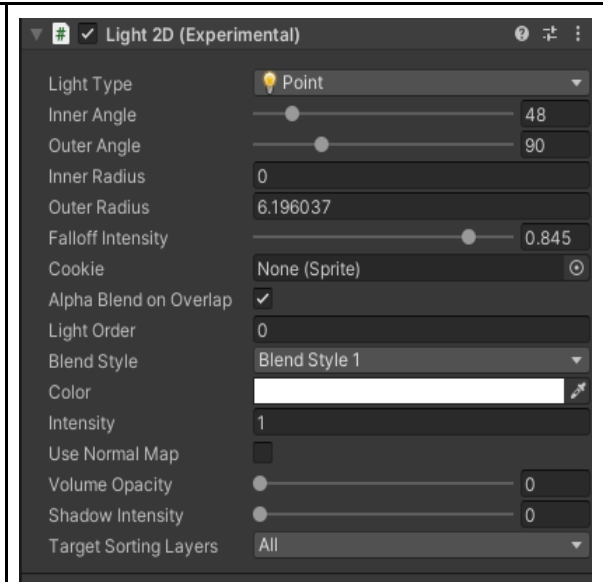 Light 2D (Experimental)
Light Type Point
Inner Angle 48
Outer Angle 90
Inner Radius 0
Outer Radius 6.196037
Falloff Intensity 0.845
Cookie None (Sprite)
Alpha Blend on Overlap
Light Order 0
Blend Style Blend Style 1
Color
Intensity 1
Use Normal Map
Volume Opacity 0
Shadow Intensity 0
Target Sorting Layers All